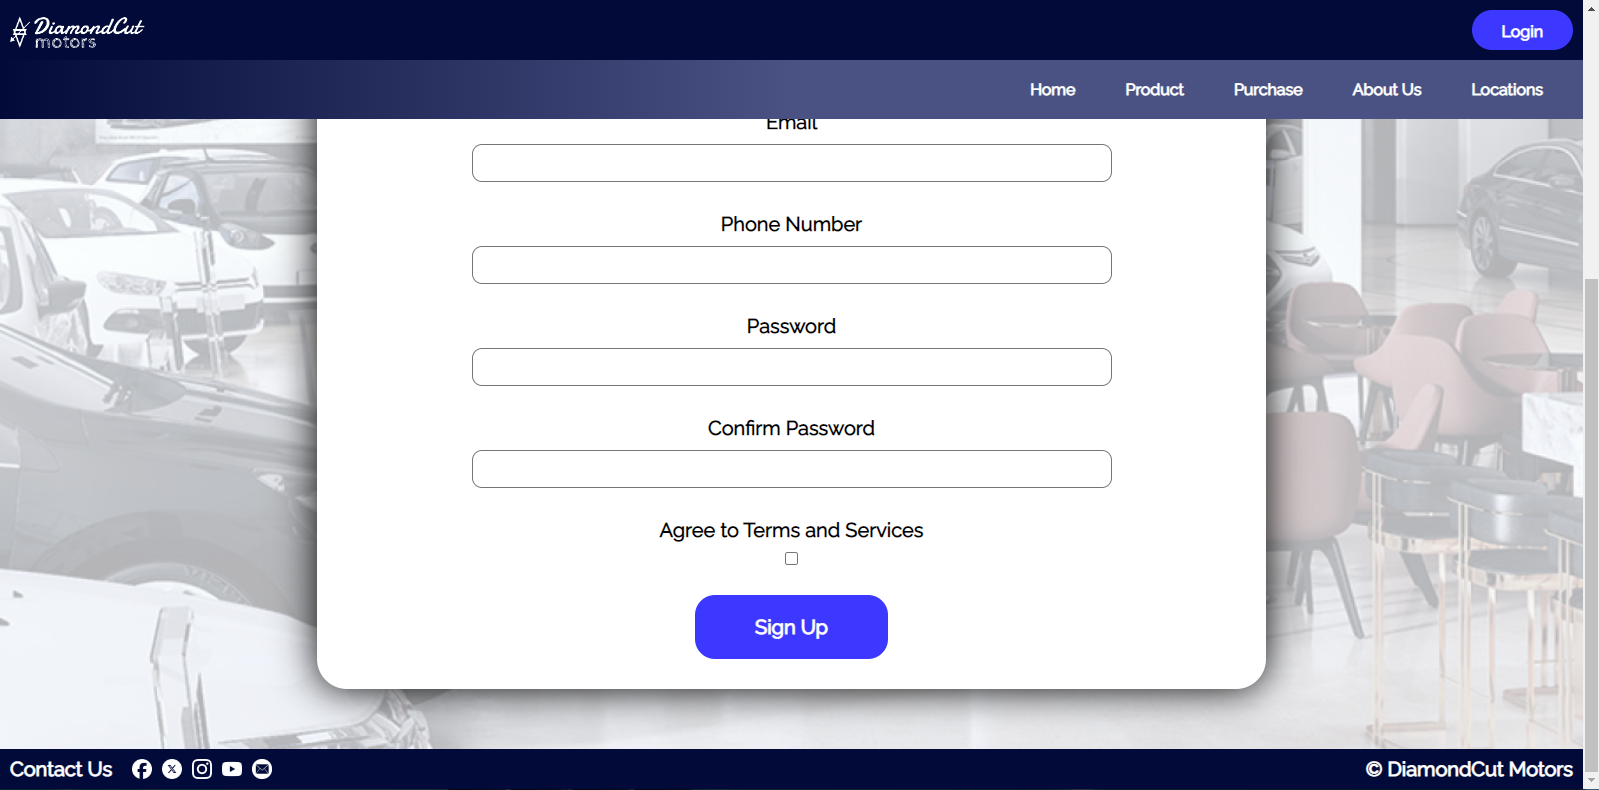 DiamondCut
motors
Login
Home Product Purchase About Us Locations
Email
Phone Number
Password
Confirm Password
Agree to Terms and Services
Sign Up
Contact Us
© DiamondCut Motors